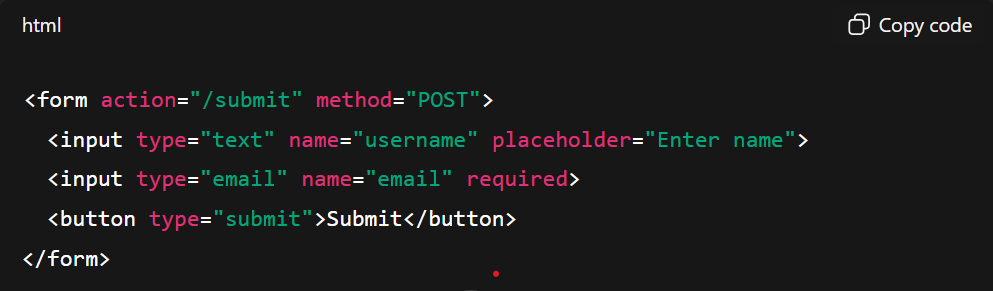 html
Copy code
<form action="/submit" method="POST">
  <input type="text" name="username" placeholder="Enter name">
  <input type="email" name="email" required>
  <button type="submit">Submit</button>
</form>